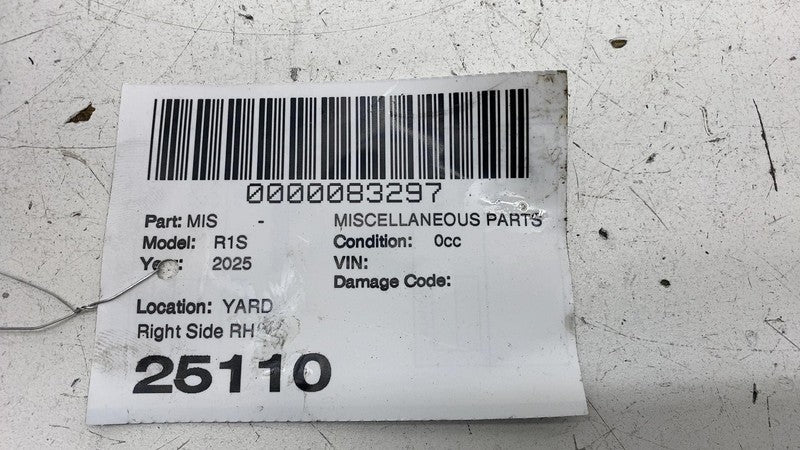 0000083297
Part: MIS - MISCELLANEOUS PARTS
Model: R1S Condition: 0cc
Year: 2025 VIN:
Damage Code:
Location: YARD
Right Side RH
25110